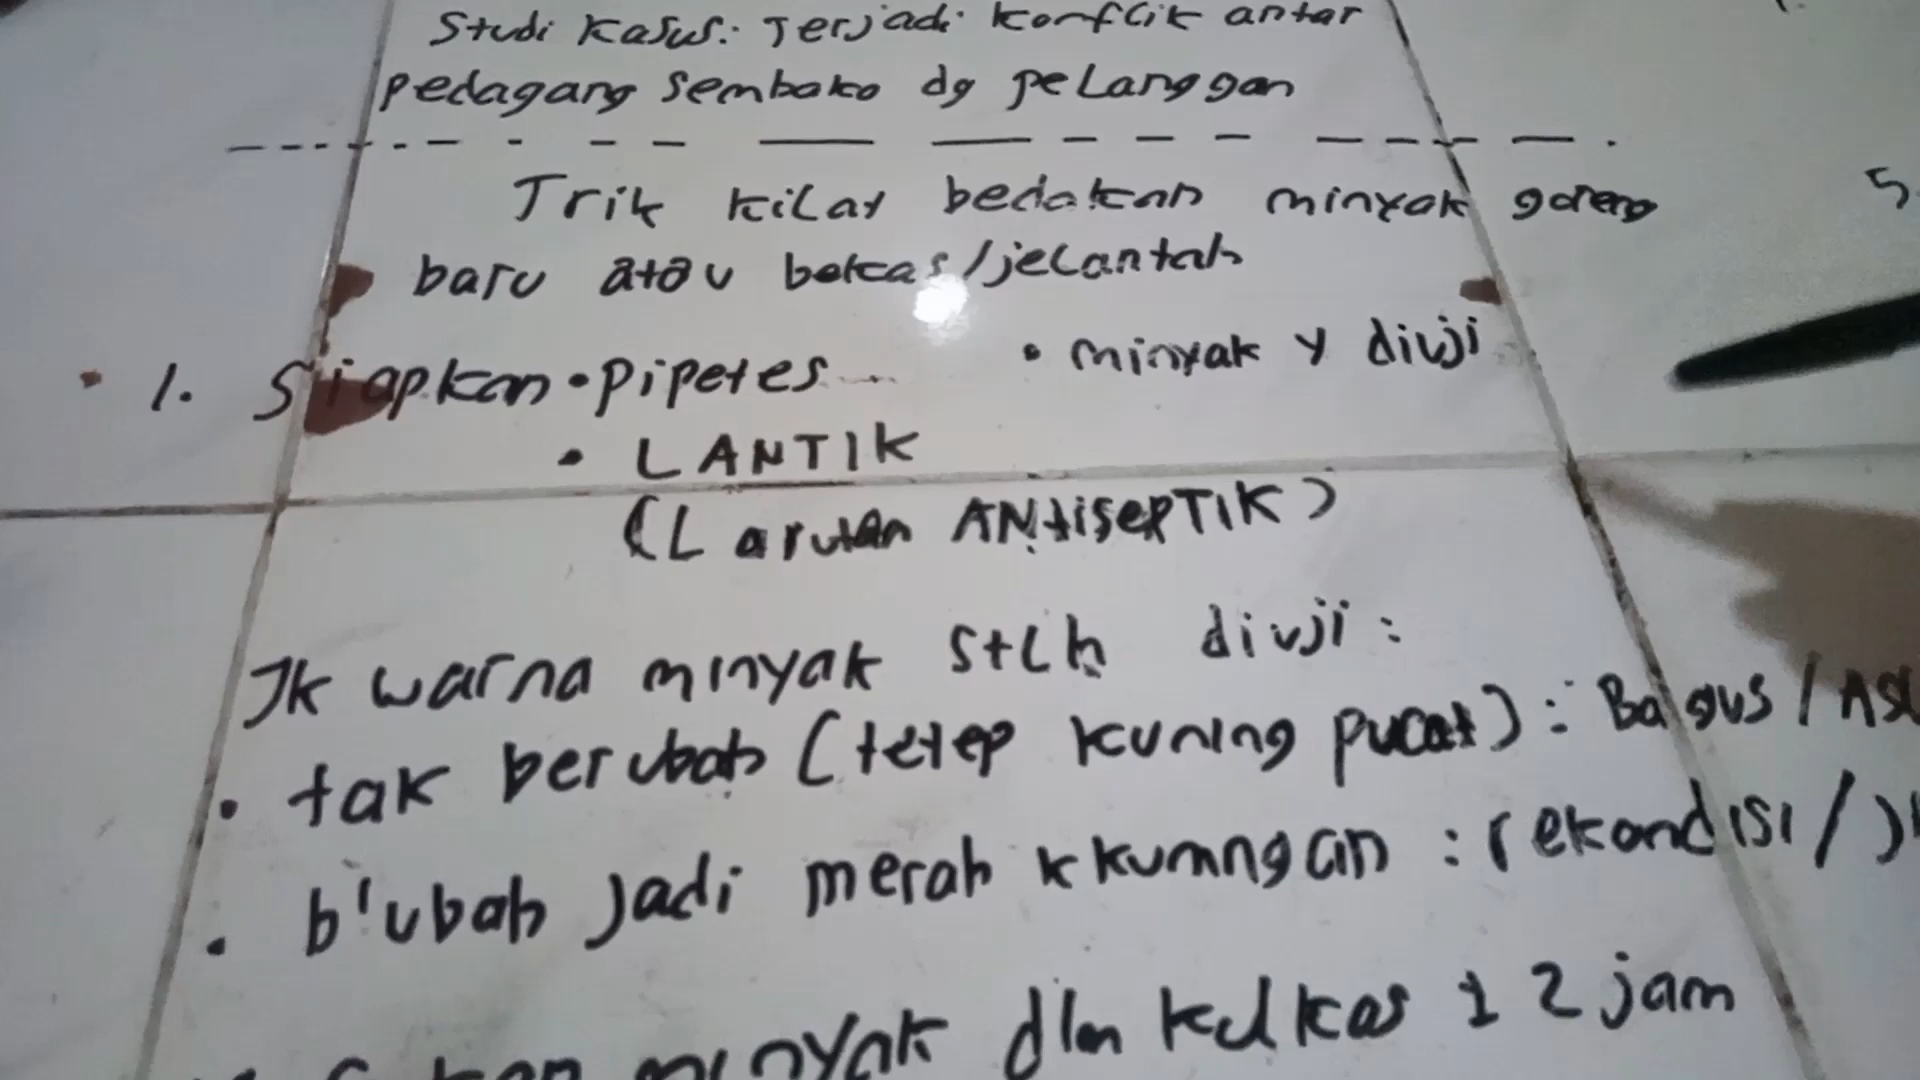 Studi Kasus: Terjadi konflik antar
pedagang sembako dg pelanggan
Trik kilat bedakan minyak goreng
baru atau bekas/jelantah
1. Siapkan • pipetes • minyak y diuji
• LANTIK
(Larutan ANtisepTIK)
Jk warna minyak stlh diuji:
• tak berubah (tetep kuning pucat): Bagus/
• b'ubah jadi merah kkuningan: rekondisi/
minyak dlm kulkas ± 2 jam
5.